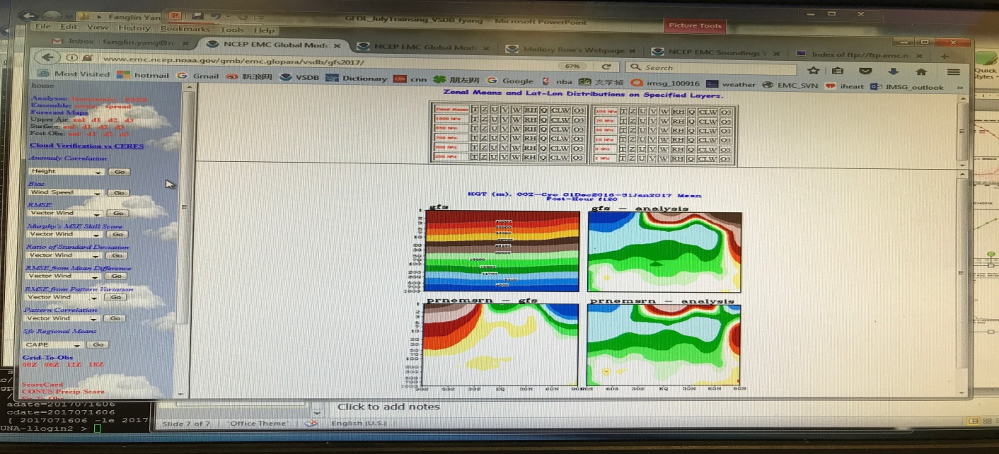 Fanglin Yan
GFDL_JulyTrainsing_VSDB_fyang - Microsoft PowerPoint
Picture Tools
File Edit View History Bookmarks Tools Help
Inbox - fanglin.yang@n
NCEP EMC Global Mod
NCEP EMC Global Mod
Mallory Row's Webpage
NCEP EMC Soundings V
Index of ftp://ftp.emc.n
www.emc.ncep.noaa.gov/gmb/emc.glopara/vsdb/gfs2017/
67%
Search
Quick
tyles
Most Visited hotmail Gmail 新浪网 VSDB Dictionary cnn 朋友网 Google nba 文学城 imsg_100916 weather EMC_SVN iheart IMSG_outlook
home
Analyses: RMSD
Ensemble: spread
Forecast Maps
Upper Air: anl d1 d2 d3
Surface: anl d1 d2 d3
Fcst-Obs: anl d1 d2 d3
Cloud Verification vs CERES
Anomaly Correlation
Height Go
Bias
Wind Speed Go
RMSE
Vector Wind Go
Murphy's MSE Skill Score
Vector Wind Go
Ratio of Standard Deviation
Vector Wind Go
RMSE from Mean Difference
Vector Wind Go
RMSE from Pattern Variation
Vector Wind Go
Pattern Correlation
Vector Wind Go
Sfc Regional Means
CAPE Go
Grid-To-Obs
00Z 06Z 12Z 18Z
ScoreCard
CONUS Precip Score
Zonal Means and Lat-Lon Distributions on Specified Layers.
Zonal Means T Z U V W RH Q CLW O3
1000 hPa T Z U V W RH Q CLW O3
850 hPa T Z U V W RH Q CLW O3
700 hPa T Z U V W RH Q CLW O3
500 hPa T Z U V W RH Q CLW O3
200 hPa T Z U V W RH Q CLW O3
100 hPa T Z U V W RH Q CLW O3
70 hPa T Z U V W RH Q CLW O3
T Z U V W RH Q CLW O3
10 hPa T Z U V W RH Q CLW O3
T Z U V W RH Q CLW O3
1 hPa T Z U V W RH Q CLW O3
HGT (m), 00Z-Cyc 01Dec2016-31Jan2017 Mean
Fcst-Hour f120
gfs
gfs - analysis
prnemsrn - gfs
prnemsrn - analysis
90S 60S 30S EQ 30N 60N
60S 30S EQ 30N 60N 90N
adate=2017071606
cdate=2017071606
[ 2017071606 -le 2017
UNA-llogin2 >
Click to add notes
Slide 7 of 7 "Office Theme" English (U.S.)